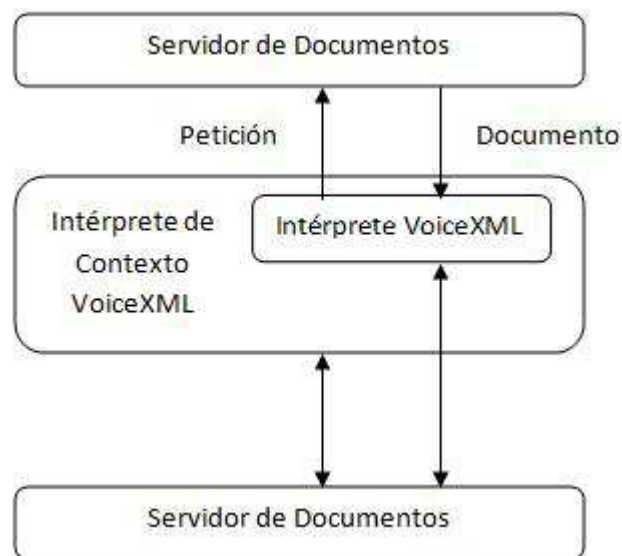 Servidor de Documentos
Petición
Documento
Intérprete de
Contexto
VoiceXML
Intérprete VoiceXML
Servidor de Documentos